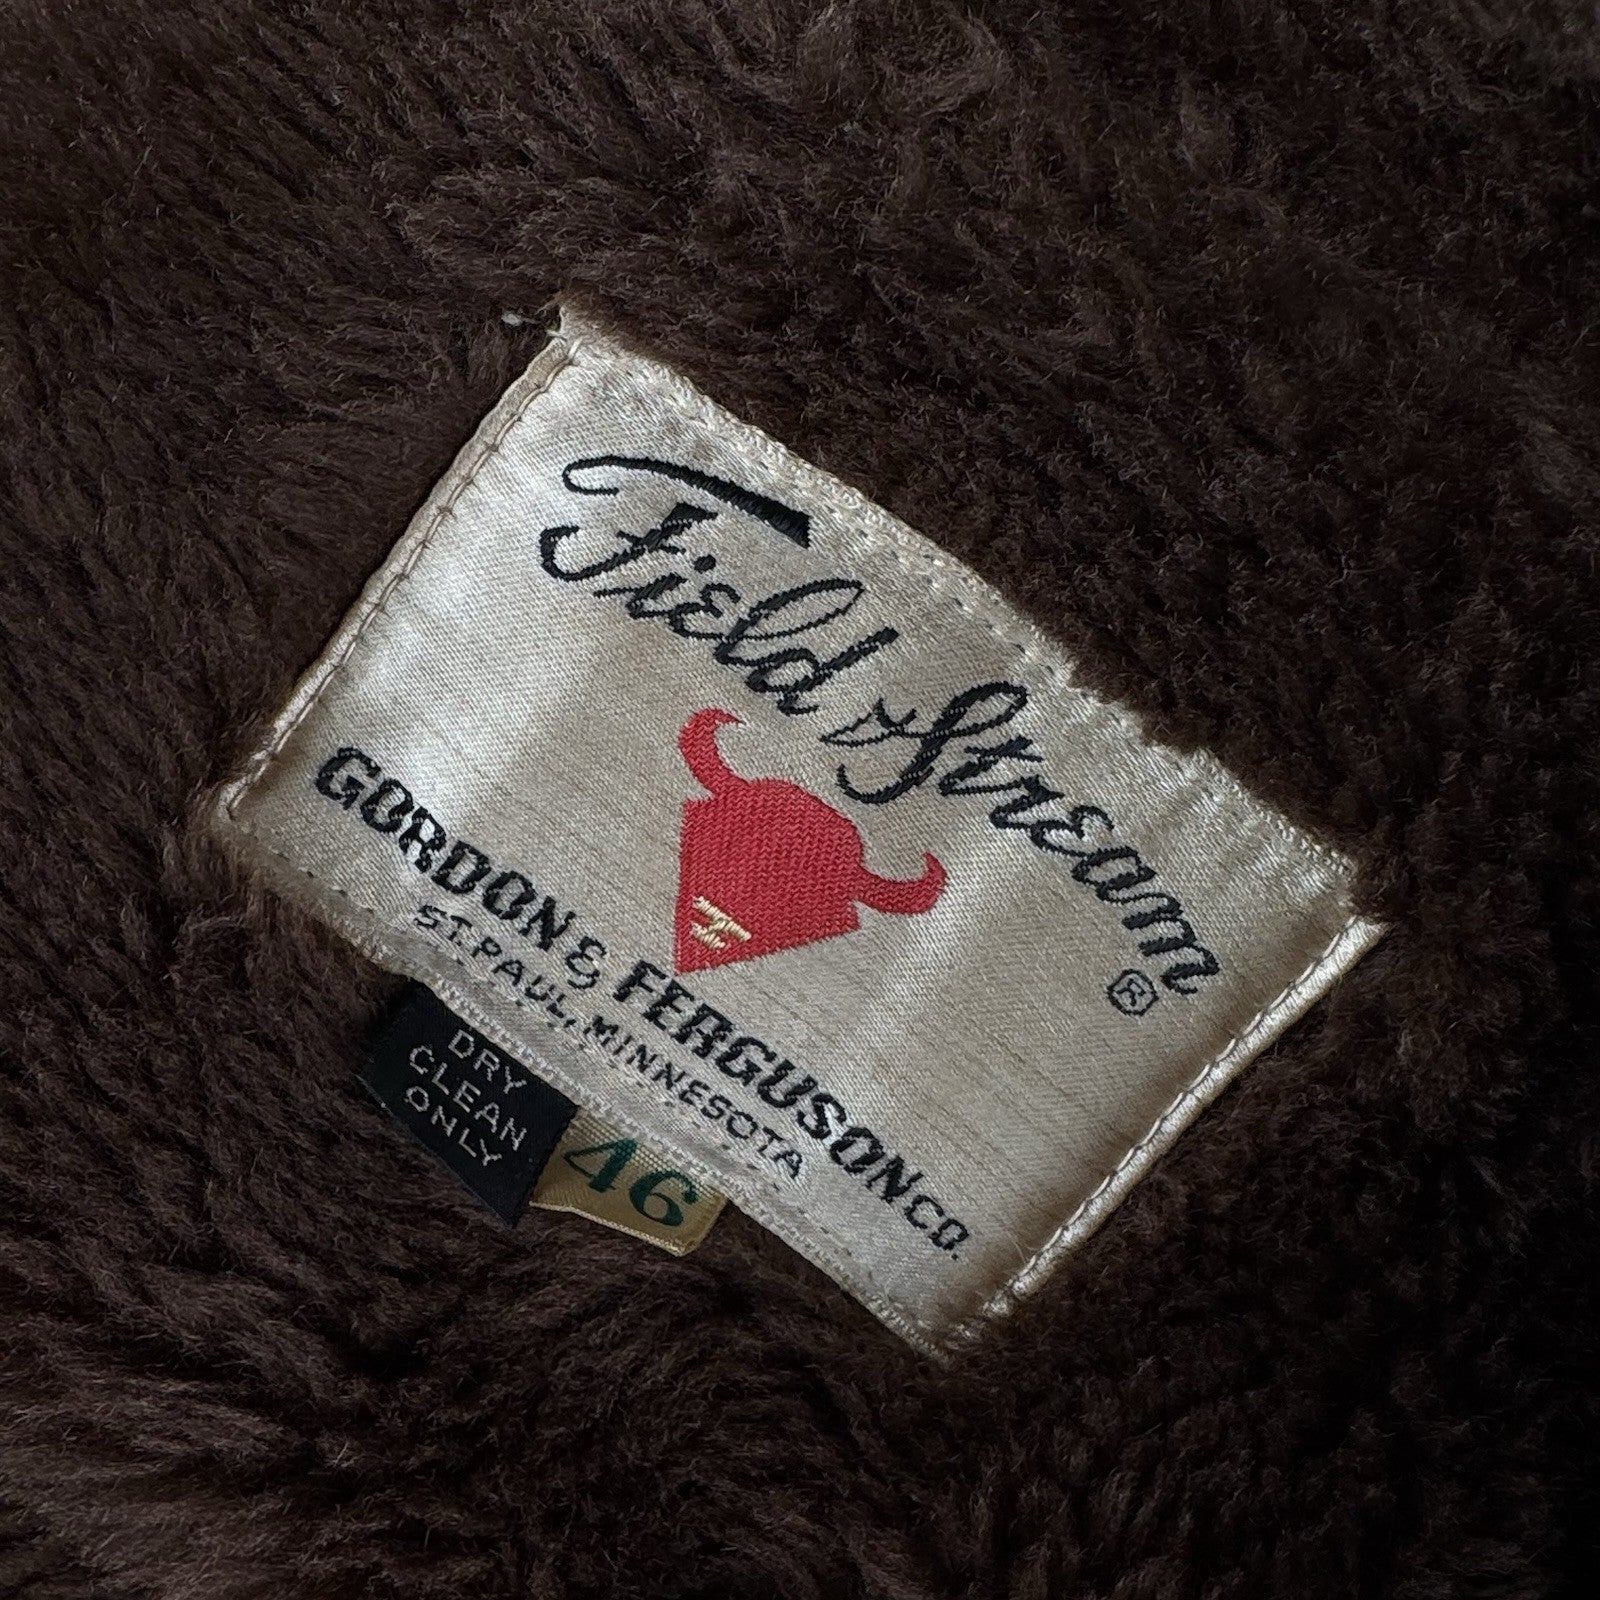 Field & Stream ®
H
GORDON & FERGUSON CO.
ST. PAUL, MINNESOTA
DRY
CLEAN
ONLY
46